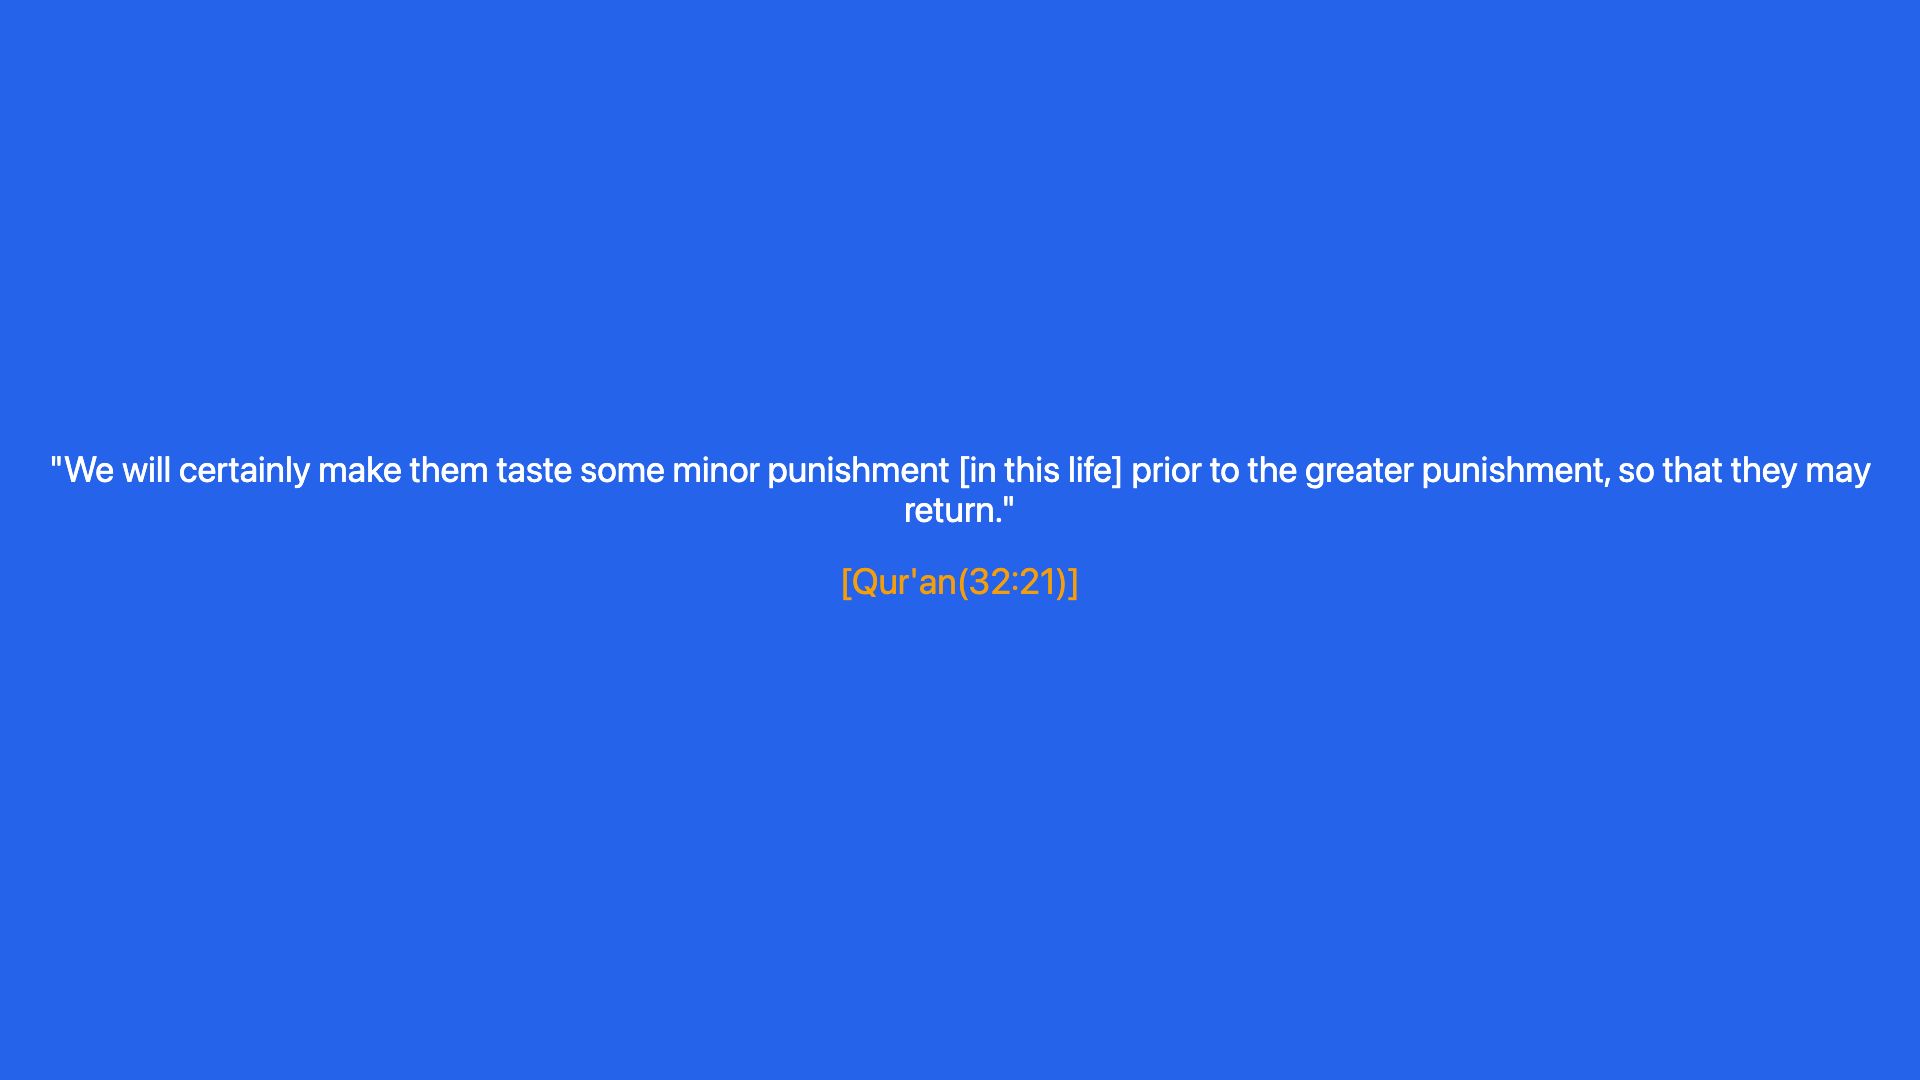 "We will certainly make them taste some minor punishment [in this life] prior to the greater punishment, so that they may
return."
[Qur'an(32:21)]